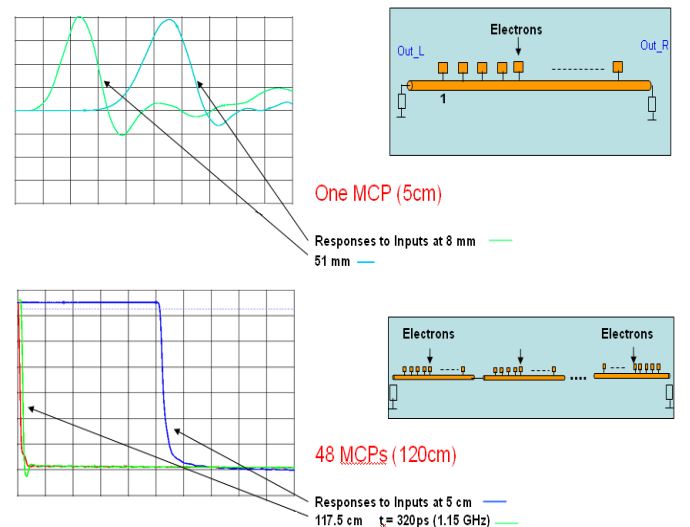 Electrons
Out_L
Out_R
1
One MCP (5cm)
Responses to Inputs at 8 mm
51 mm
Electrons
Electrons
48 MCPs (120cm)
Responses to Inputs at 5 cm
117.5 cm t = 320ps (1.15 GHz)